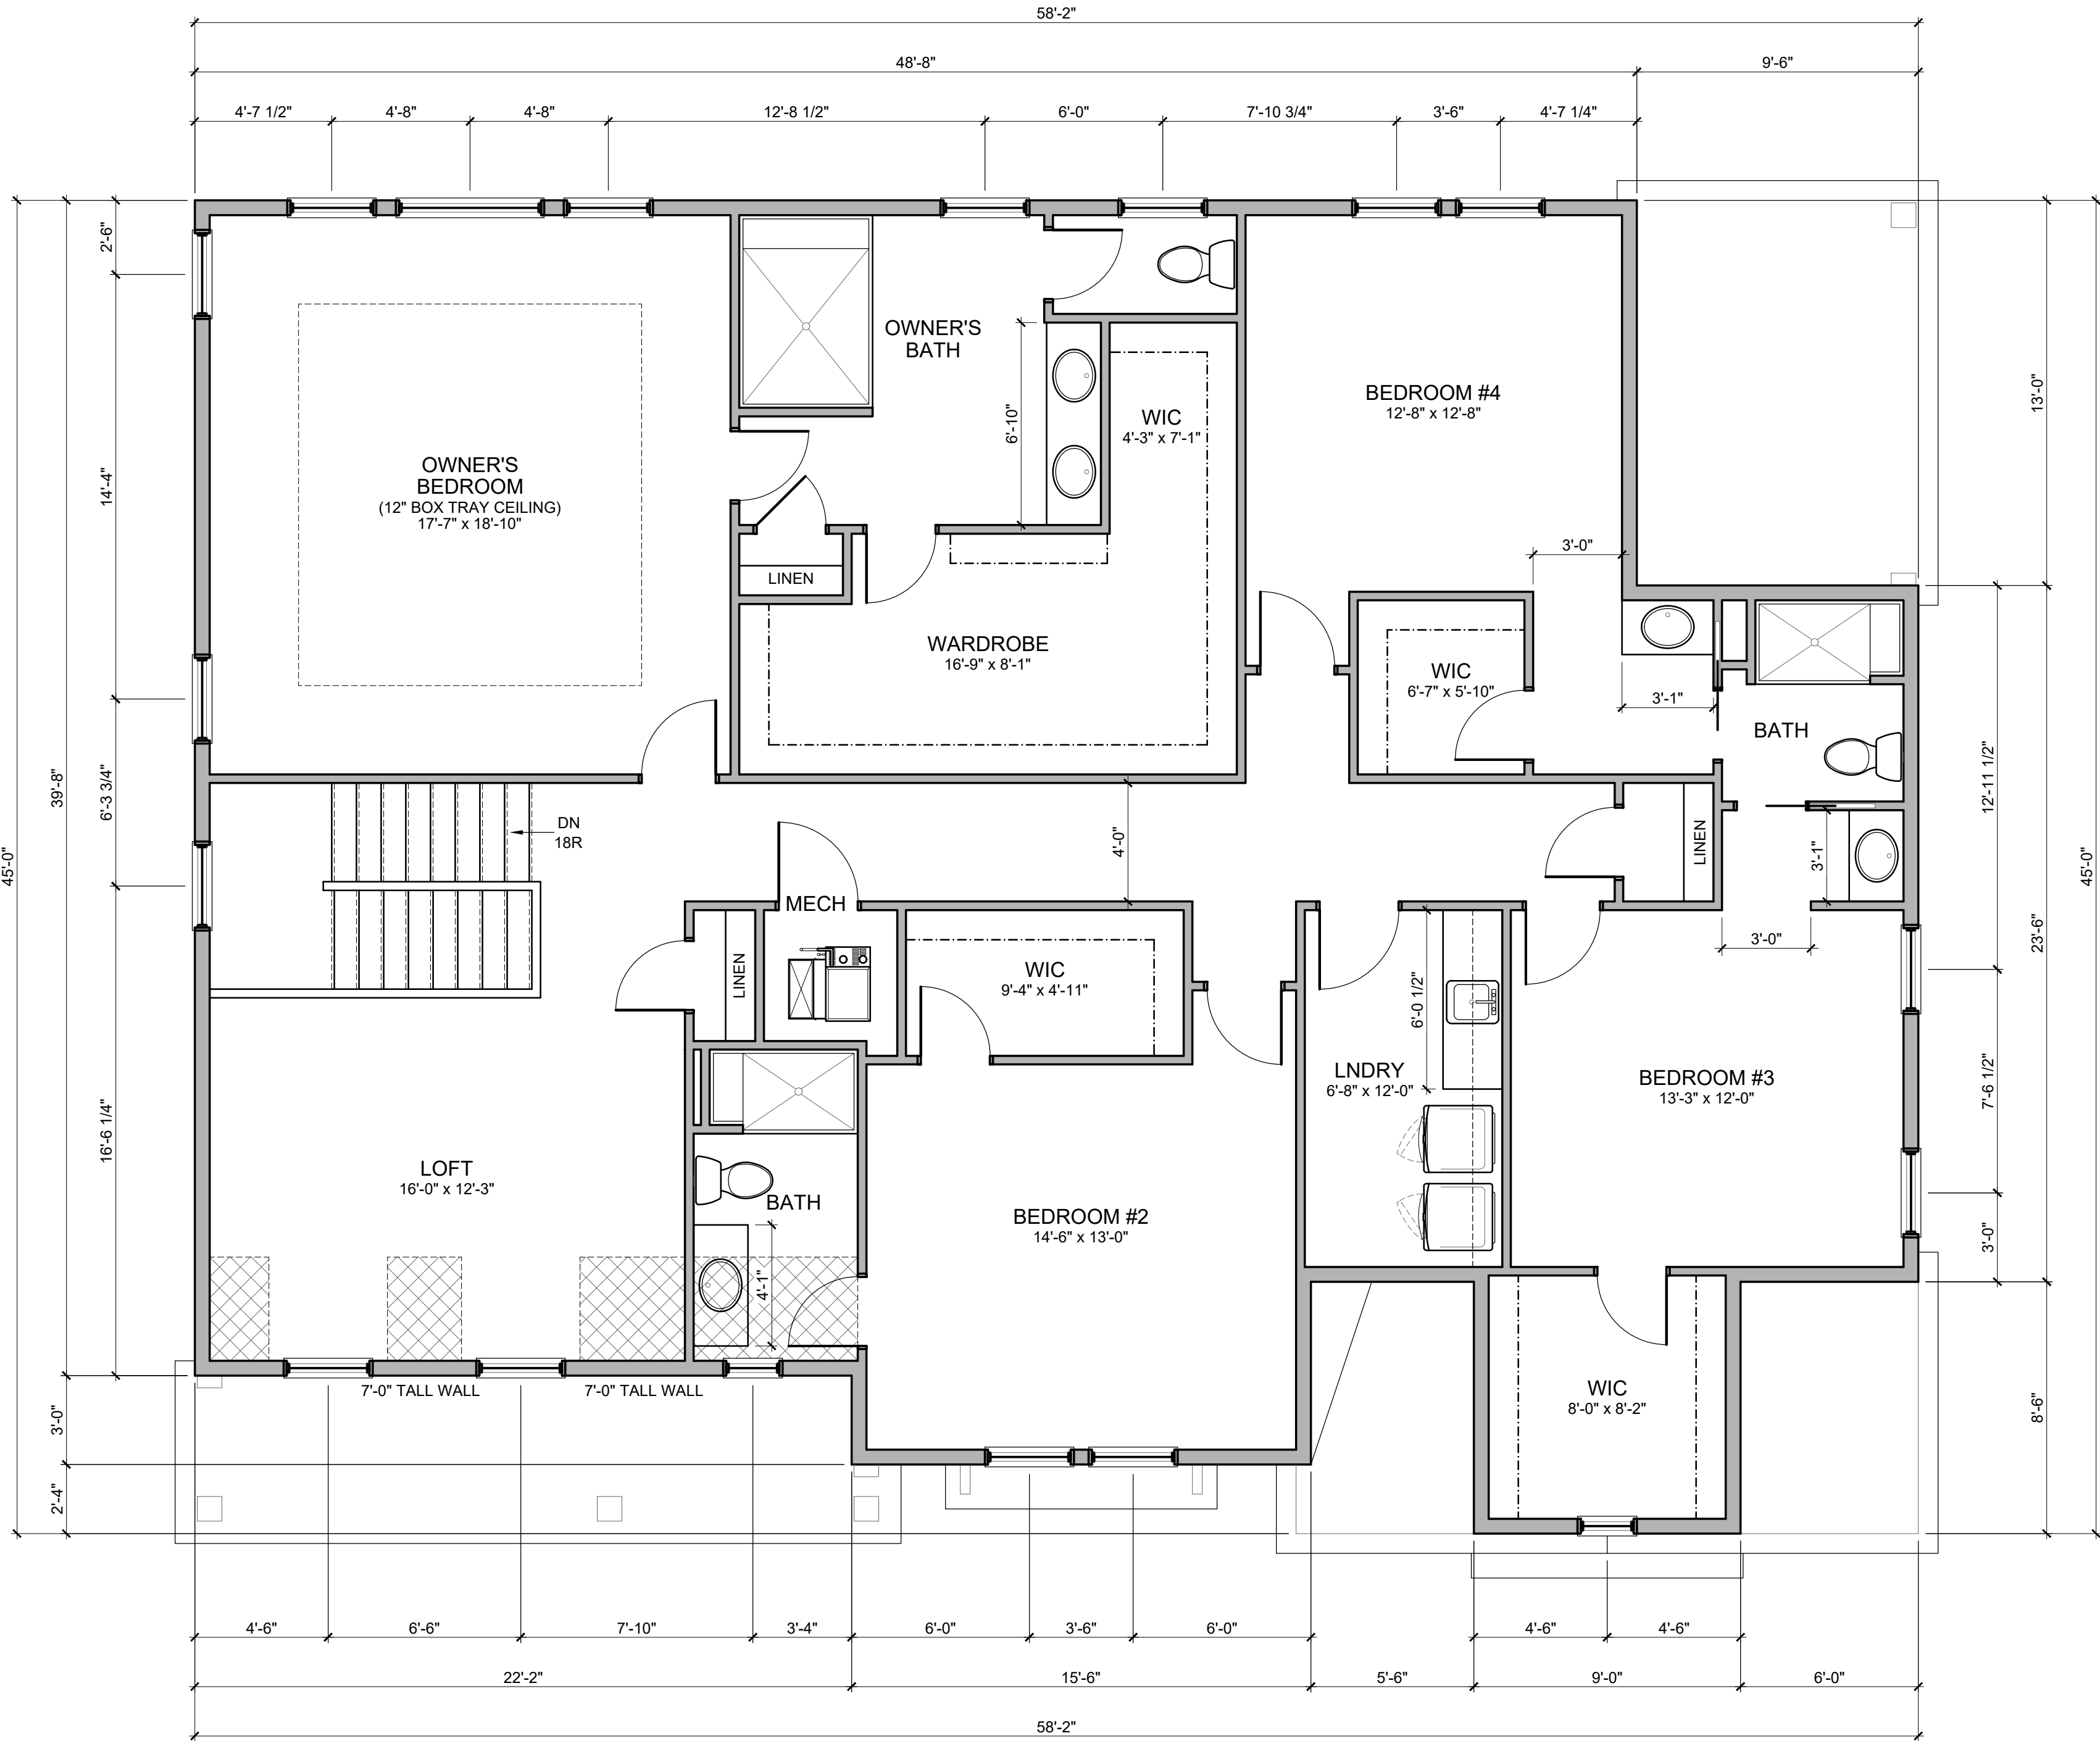 58'-2"
48'-8"
9'-6"
4'-7 1/2"
4'-8"
4'-8"
12'-8 1/2"
6'-0"
7'-10 3/4"
3'-6"
4'-7 1/4"
2'-6"
14'-4"
6'-3 3/4"
16'-6 1/4"
39'-8"
45'-0"
3'-0"
2'-4"
OWNER'S
BEDROOM
(12" BOX TRAY CEILING)
17'-7" x 18'-10"
OWNER'S
BATH
6'-10"
WIC
4'-3" x 7'-1"
LINEN
WARDROBE
16'-9" x 8'-1"
BEDROOM #4
12'-8" x 12'-8"
3'-0"
WIC
6'-7" x 5'-10"
3'-1"
BATH
3'-1"
LINEN
3'-0"
DN
18R
4'-0"
MECH
LINEN
WIC
9'-4" x 4'-11"
6'-0 1/2"
LNDRY
6'-8" x 12'-0"
BEDROOM #3
13'-3" x 12'-0"
LOFT
16'-0" x 12'-3"
BATH
4'-1"
BEDROOM #2
14'-6" x 13'-0"
WIC
8'-0" x 8'-2"
7'-0" TALL WALL
7'-0" TALL WALL
13'-0"
12'-11 1/2"
23'-6"
7'-6 1/2"
3'-0"
8'-6"
45'-0"
4'-6"
6'-6"
7'-10"
3'-4"
6'-0"
3'-6"
6'-0"
4'-6"
4'-6"
22'-2"
15'-6"
5'-6"
9'-0"
6'-0"
58'-2"